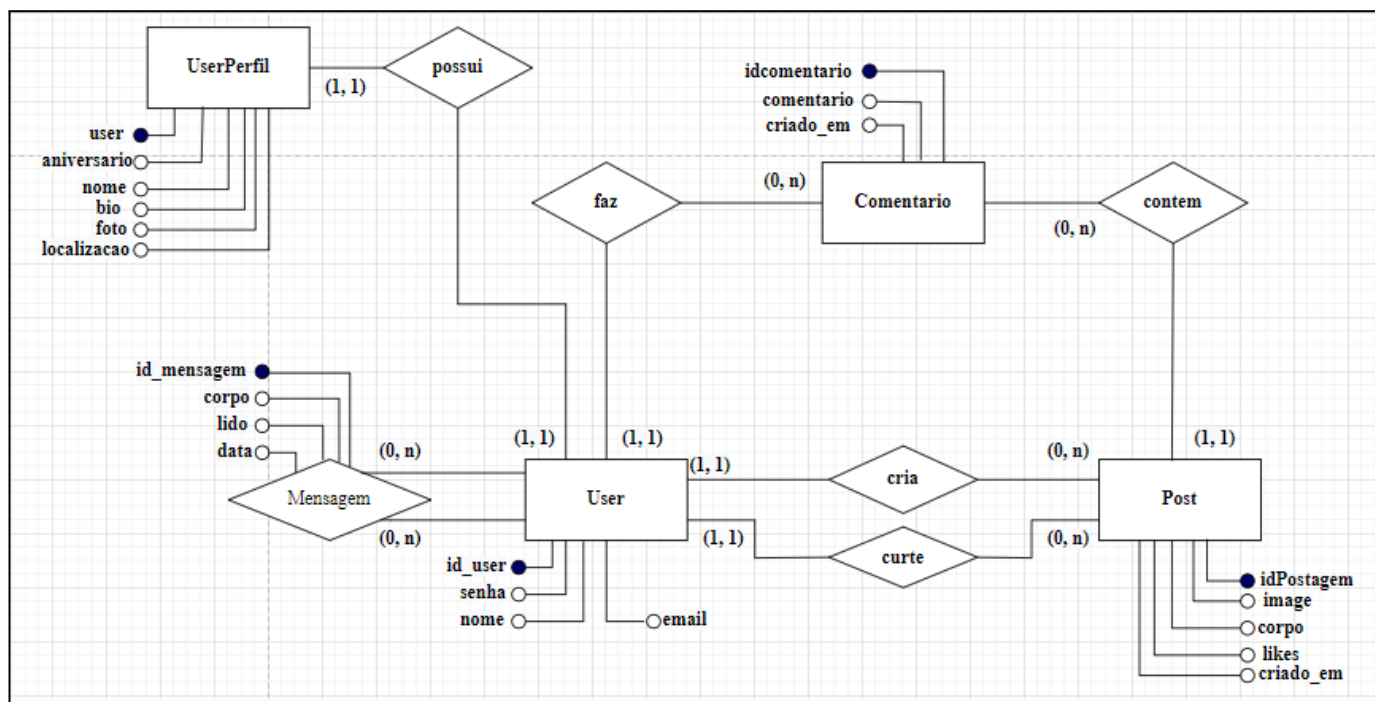 UserPerfil
possui
(1, 1)
user
aniversario
nome
bio
foto
localizacao
idcomentario
comentario
criado_em
faz
(0, n)
Comentario
(0, n)
contem
id_mensagem
corpo
lido
data
(0, n)
Mensagem
(0, n)
(1, 1)
(1, 1)
User
(1, 1)
cria
(0, n)
(1, 1)
curte
(0, n)
(1, 1)
Post
id_user
senha
nome
email
idPostagem
image
corpo
likes
criado_em